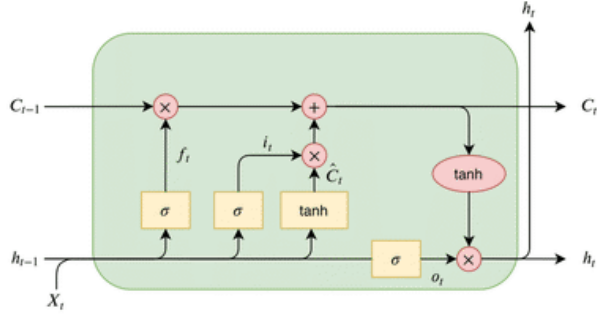 h_t
C_{t-1} × + C_t
f_t i_t × Ĉ_t tanh
σ σ tanh
h_{t-1} σ o_t × h_t
X_t